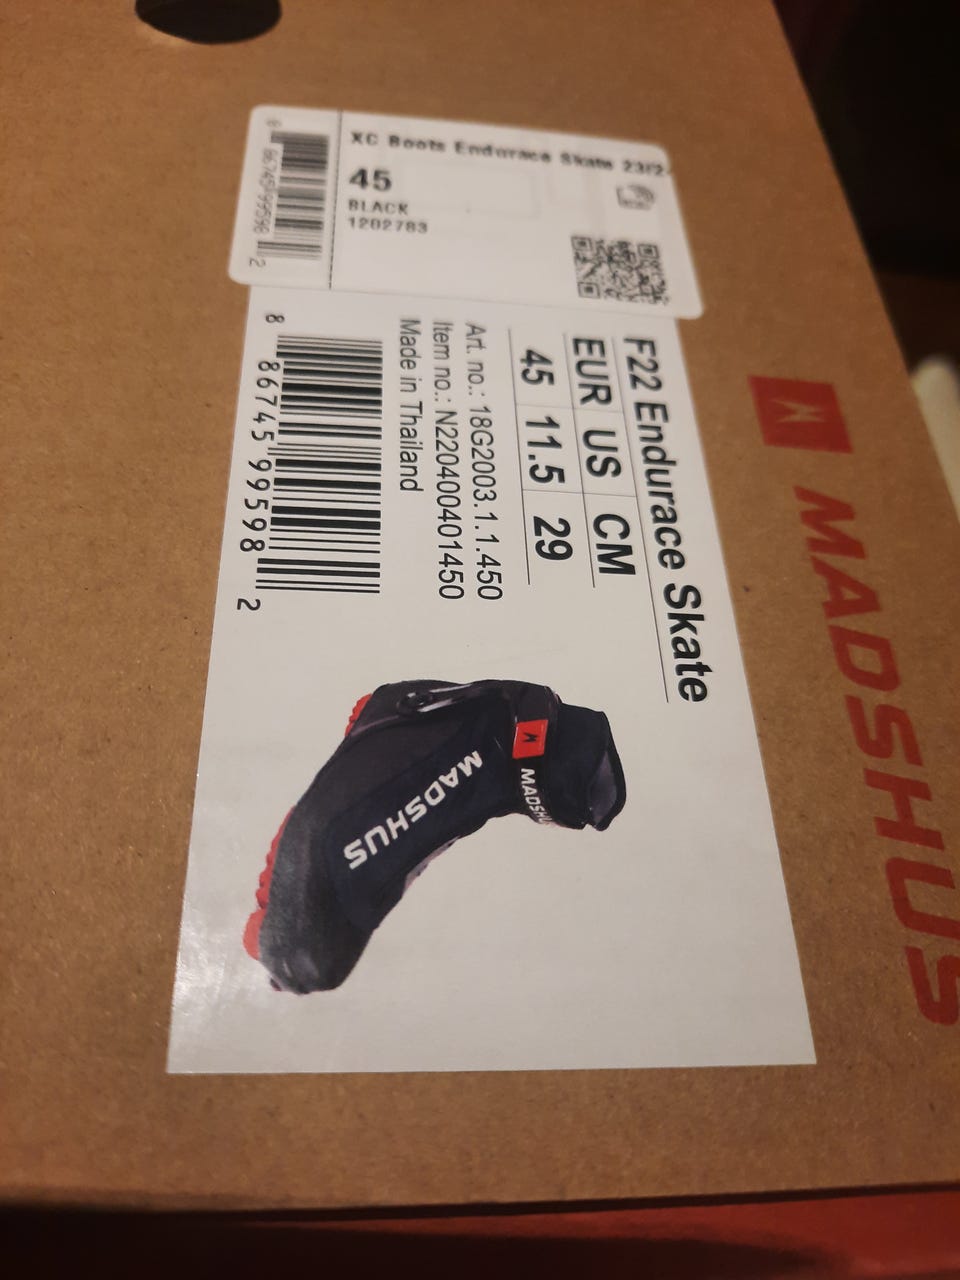 XC Boots Endurace Skate 23/2
45
BLACK
1202783
886745995982
MADSHUS
F22 Endurace Skate
EUR US CM
45 11.5 29
Art. no.: 18G2003.1.1.450
Item no.: N220400401450
Made in Thailand
8 86745 99598 2
MADSHUS
MADSHUS